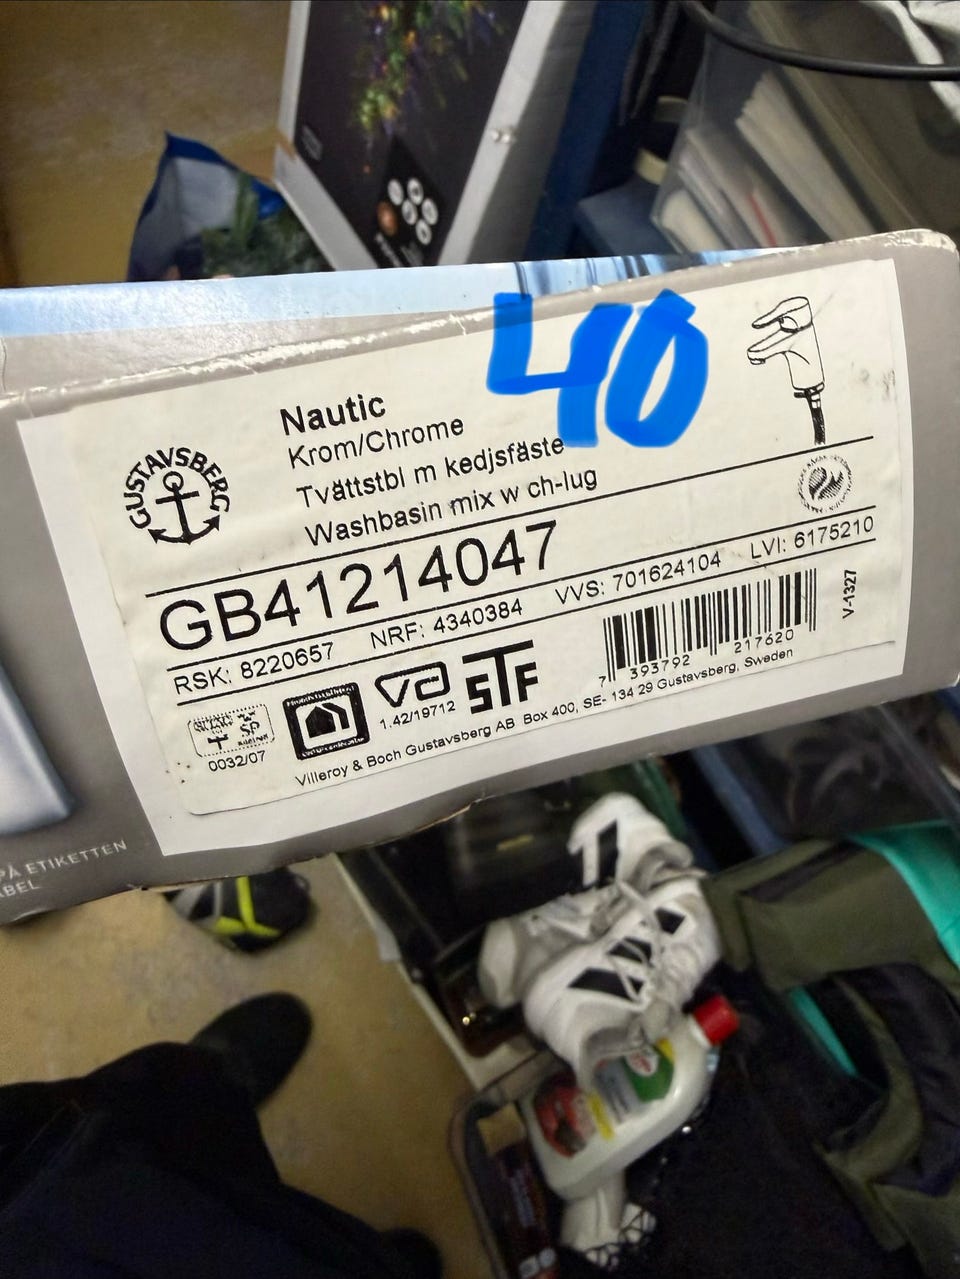 40
Nautic
Krom/Chrome
Tvättstbl m kedjsfäste
Washbasin mix w ch-lug
GUSTAVSBERG
GB41214047
RSK: 8220657 NRF: 4340384 VVS: 701624104 LVI: 6175210
V-1327
7 393792 217620
0032/07
1.42/19712
STF
Villeroy & Boch Gustavsberg AB Box 400, SE- 134 29 Gustavsberg, Sweden
PÅ ETIKETTEN